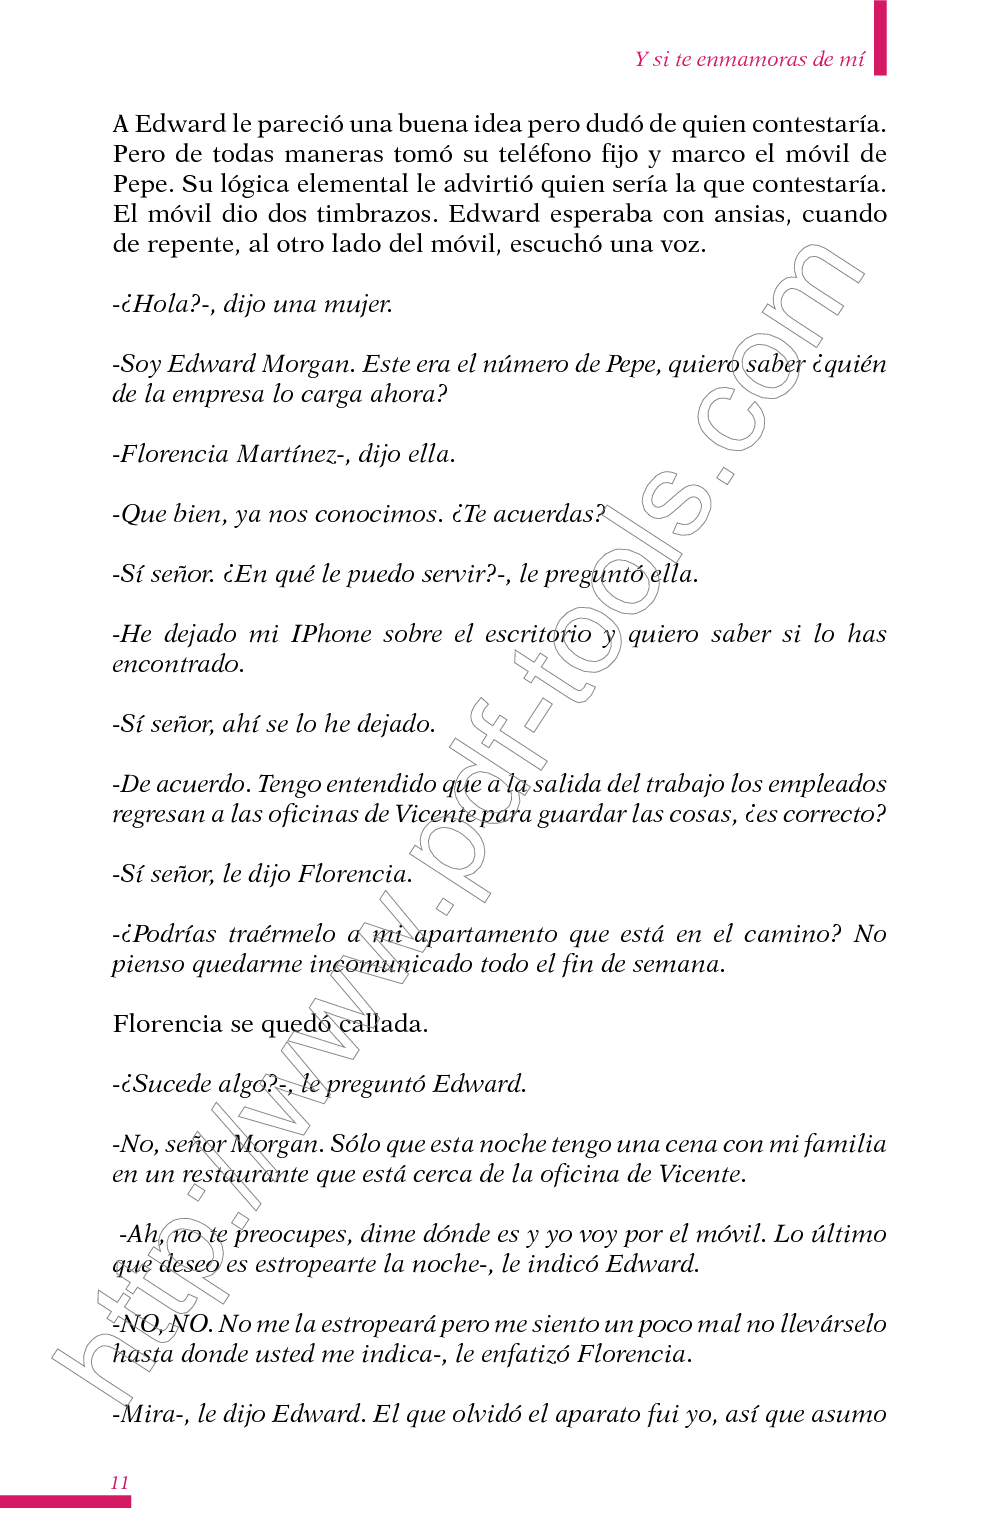 Y si te enmamoras de mí
A Edward le pareció una buena idea pero dudó de quien contestaría.
Pero de todas maneras tomó su teléfono fijo y marco el móvil de
Pepe. Su lógica elemental le advirtió quien sería la que contestaría.
El móvil dio dos timbrazos. Edward esperaba con ansias, cuando
de repente, al otro lado del móvil, escuchó una voz.
-¿Hola?-, dijo una mujer.
-Soy Edward Morgan. Este era el número de Pepe, quiero saber ¿quién
de la empresa lo carga ahora?
-Florencia Martínez-, dijo ella.
-Que bien, ya nos conocimos. ¿Te acuerdas?
-Sí señor. ¿En qué le puedo servir?-, le preguntó ella.
-He dejado mi IPhone sobre el escritorio y quiero saber si lo has
encontrado.
-Sí señor, ahí se lo he dejado.
-De acuerdo. Tengo entendido que a la salida del trabajo los empleados
regresan a las oficinas de Vicente para guardar las cosas, ¿es correcto?
-Sí señor, le dijo Florencia.
-¿Podrías traérmelo a mi apartamento que está en el camino? No
pienso quedarme incomunicado todo el fin de semana.
Florencia se quedó callada.
-¿Sucede algo?-, le preguntó Edward.
-No, señor Morgan. Sólo que esta noche tengo una cena con mi familia
en un restaurante que está cerca de la oficina de Vicente.
-Ah, no te preocupes, dime dónde es y yo voy por el móvil. Lo último
que deseo es estropearte la noche-, le indicó Edward.
-NO, NO. No me la estropeará pero me siento un poco mal no llevárselo
hasta donde usted me indica-, le enfatizó Florencia.
-Mira-, le dijo Edward. El que olvidó el aparato fui yo, así que asumo
11
http://www.pdf-tools.com